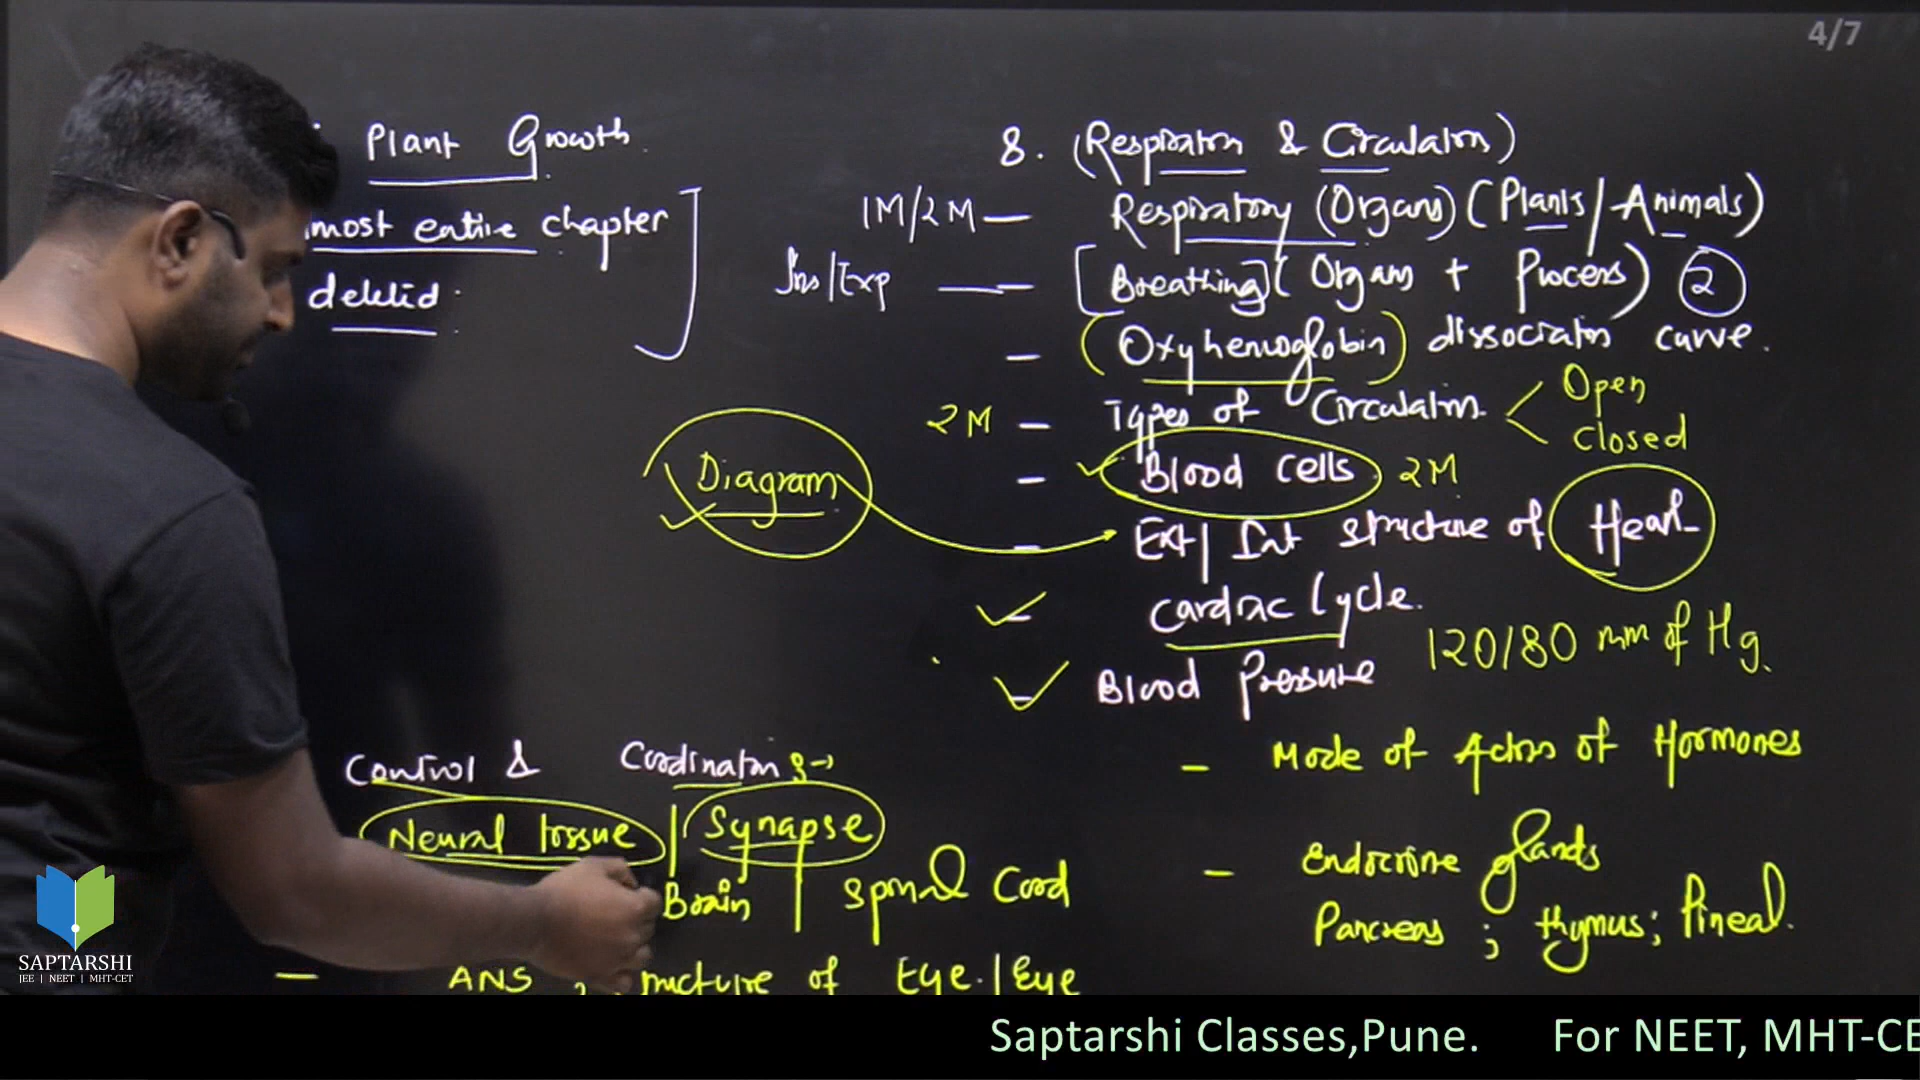 4/7
Plant Growth
most entire chapter
deleted.
8. (Respiration & Circulation)
1M/2M — Respiratory (Organs) (Plants/Animals)
Ins/Exp — [Breathing] (Organs + Process) 2
— (Oxyhemoglobin) dissociation curve.
2M — Types of Circulation. < Open
Closed
— Blood Cells 2M
Diagram
— Ext/Int structure of Heart
— Cardiac Cycle.
— Blood Pressure 120/80 mm of Hg.
Control & Coordination :→
Neural tissue / Synapse
Brain | Spinal Cord
— ANS, structure of Eye. | Eye
— Mode of Action of Hormones
— Endocrine glands
Pancreas ; thymus; Pineal.
SAPTARSHI
JEE | NEET | MHT-CET
Saptarshi Classes,Pune. For NEET, MHT-CE